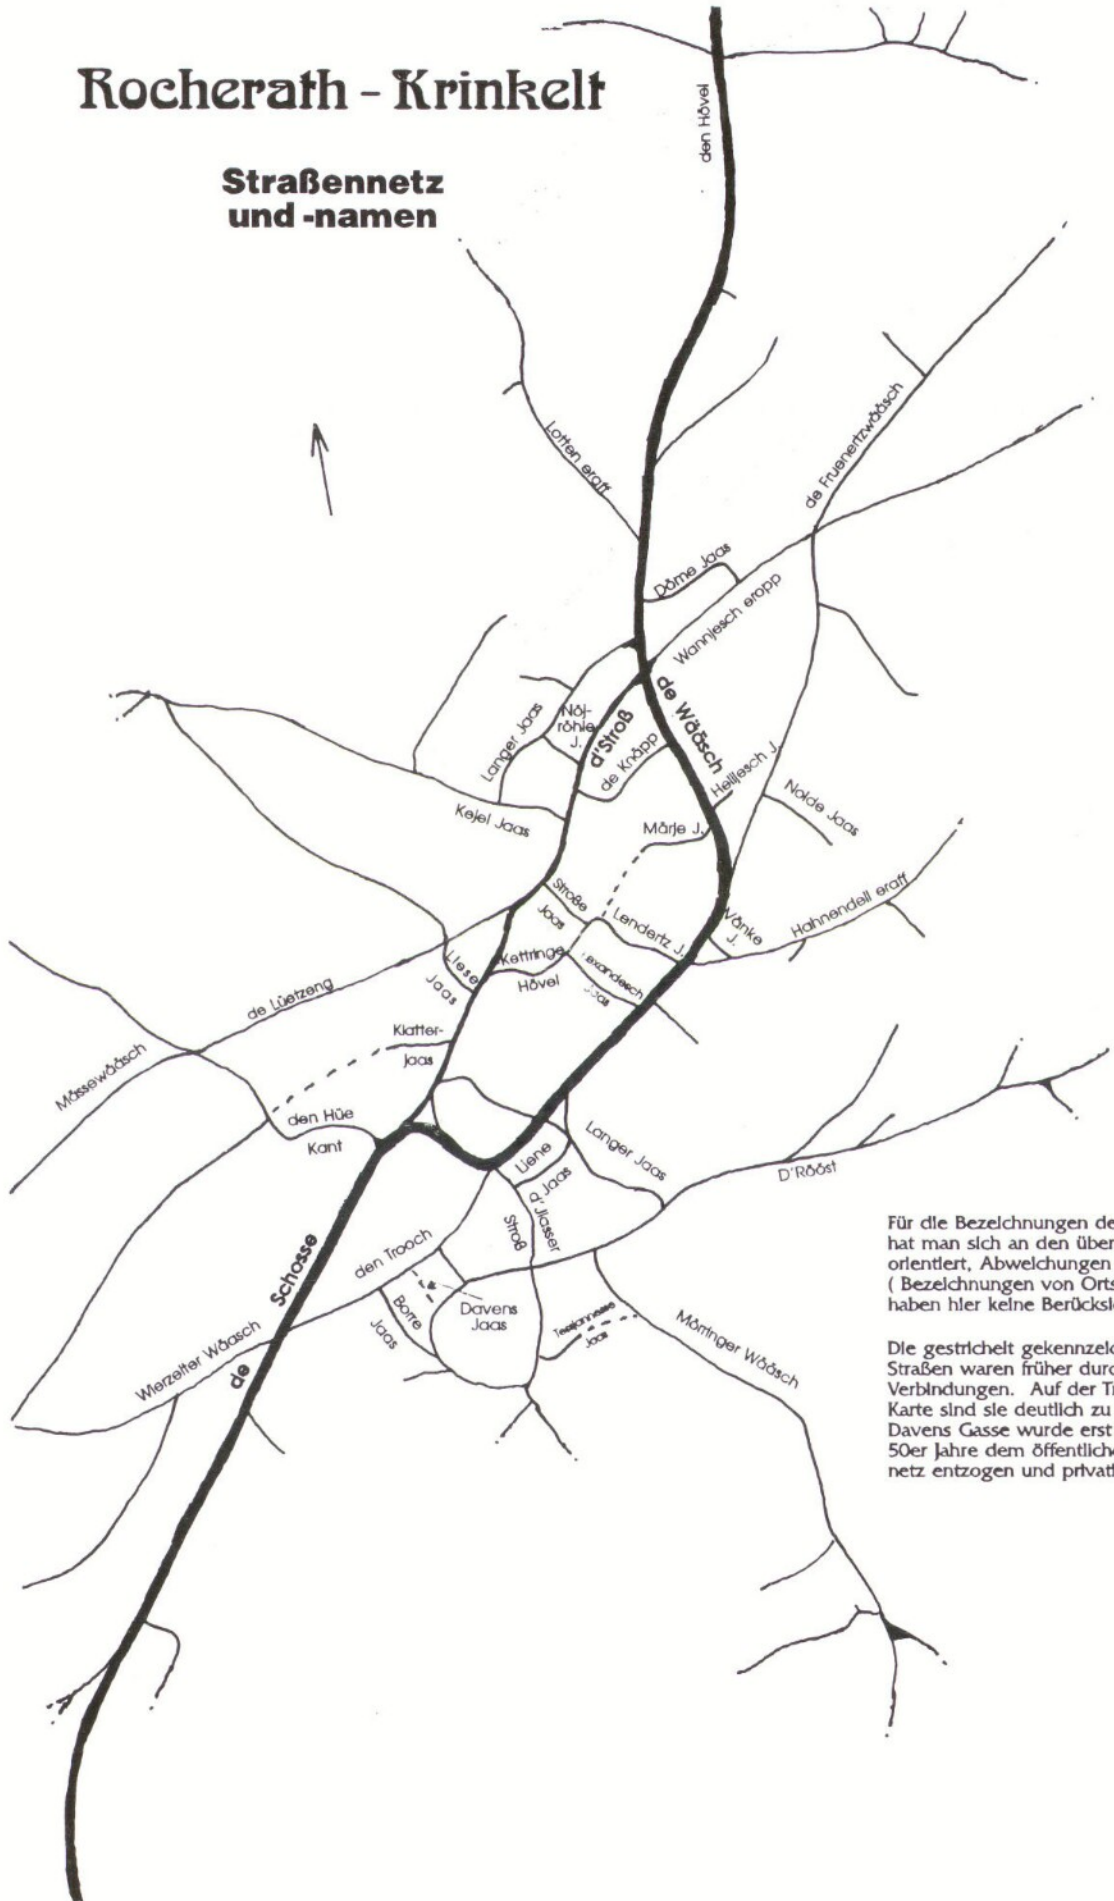 Rocherath - Krinkelt
Straßennetz
und -namen
den Hövel
Lotten eraff
de Fruenertzwääsch
Döme Jaas
Wannjesch eropp
de Wääsch
Langer Jaas
Nöj-
röhle
J.
d'Stroß
de Knäpp
Helljesch J.
Nolde Jaas
Kejel Jaas
Märje J.
Stroße
Jaas
Lendertz J.
Wänke
J.
Hahnendell eraff
Kettringe
Hövel
Jaas
Liese
Jaas
de Lüetzeng
Klatter-
Jaas
Mässewääsch
den Hüe
Kant
Liene
Jaas
Langer Jaas
D'Rööst
d'Jlasser
Stroß
den Trooch
de Schosse
Borre
Jaas
Davens
Jaas
Jaas
Mörringer Wääsch
Wierzelter Wääsch
Für die Bezeichnungen de
hat man sich an den über
orientiert, Abweichungen
( Bezeichnungen von Orts
haben hier keine Berücksi
Die gestrichelt gekennzeic
Straßen waren früher durc
Verbindungen. Auf der Tr
Karte sind sie deutlich zu
Davens Gasse wurde erst
50er Jahre dem öffentliche
netz entzogen und privati